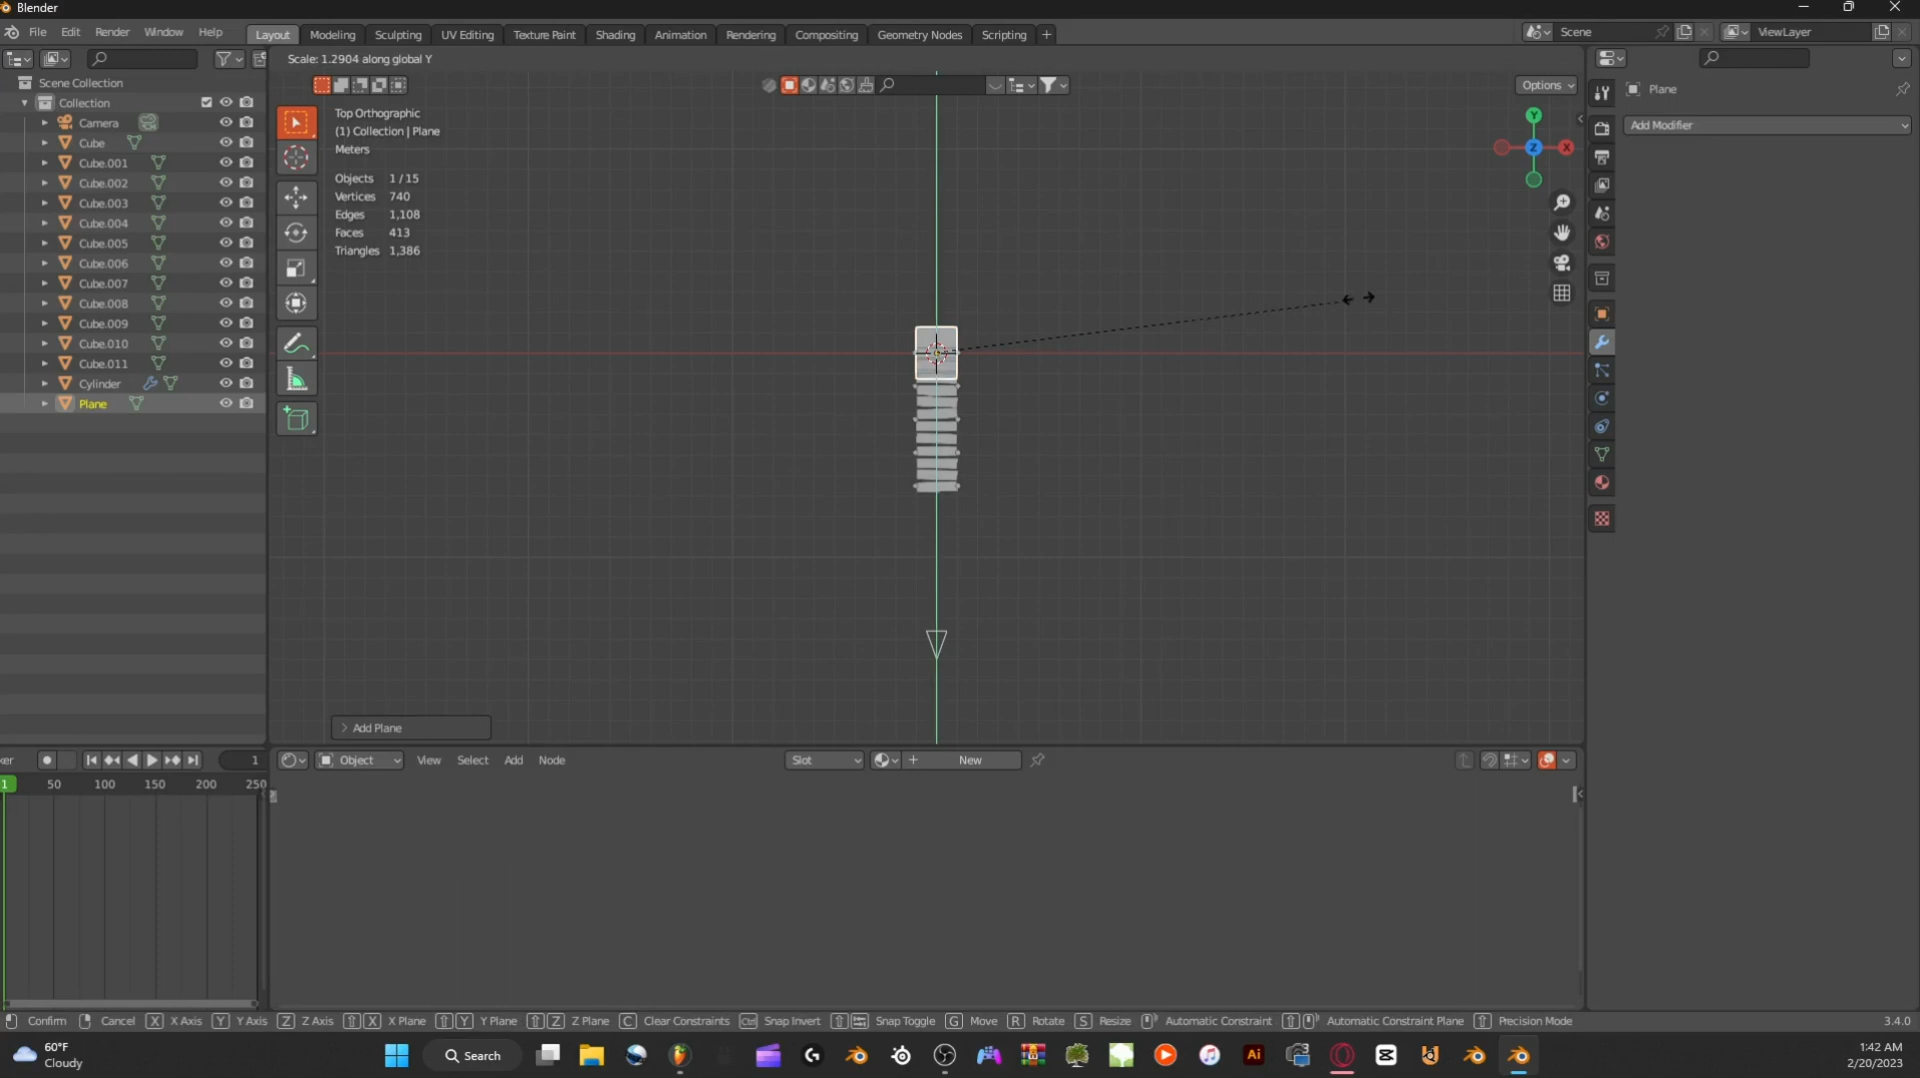 Blender
File Edit Render Window Help
Layout Modeling Sculpting UV Editing Texture Paint Shading Animation Rendering Compositing Geometry Nodes Scripting +
Scene
ViewLayer
Scale: 1.2904 along global Y
Options
Scene Collection
Collection
Camera
Cube
Cube.001
Cube.002
Cube.003
Cube.004
Cube.005
Cube.006
Cube.007
Cube.008
Cube.009
Cube.010
Cube.011
Cylinder
Plane
Top Orthographic
(1) Collection | Plane
Meters
Objects 1 / 15
Vertices 740
Edges 1,108
Faces 413
Triangles 1,386
Y
X
Z
Plane
Add Modifier
Add Plane
ker
1
1 50 100 150 200 250
Object View Select Add Node
Slot
New
Confirm Cancel X X Axis Y Y Axis Z Z Axis X X Plane Y Y Plane Z Z Plane C Clear Constraints Ctrl Snap Invert Snap Toggle G Move R Rotate S Resize Automatic Constraint Automatic Constraint Plane Precision Mode
3.4.0
60°F
Cloudy
Search
Ai
1:42 AM
2/20/2023